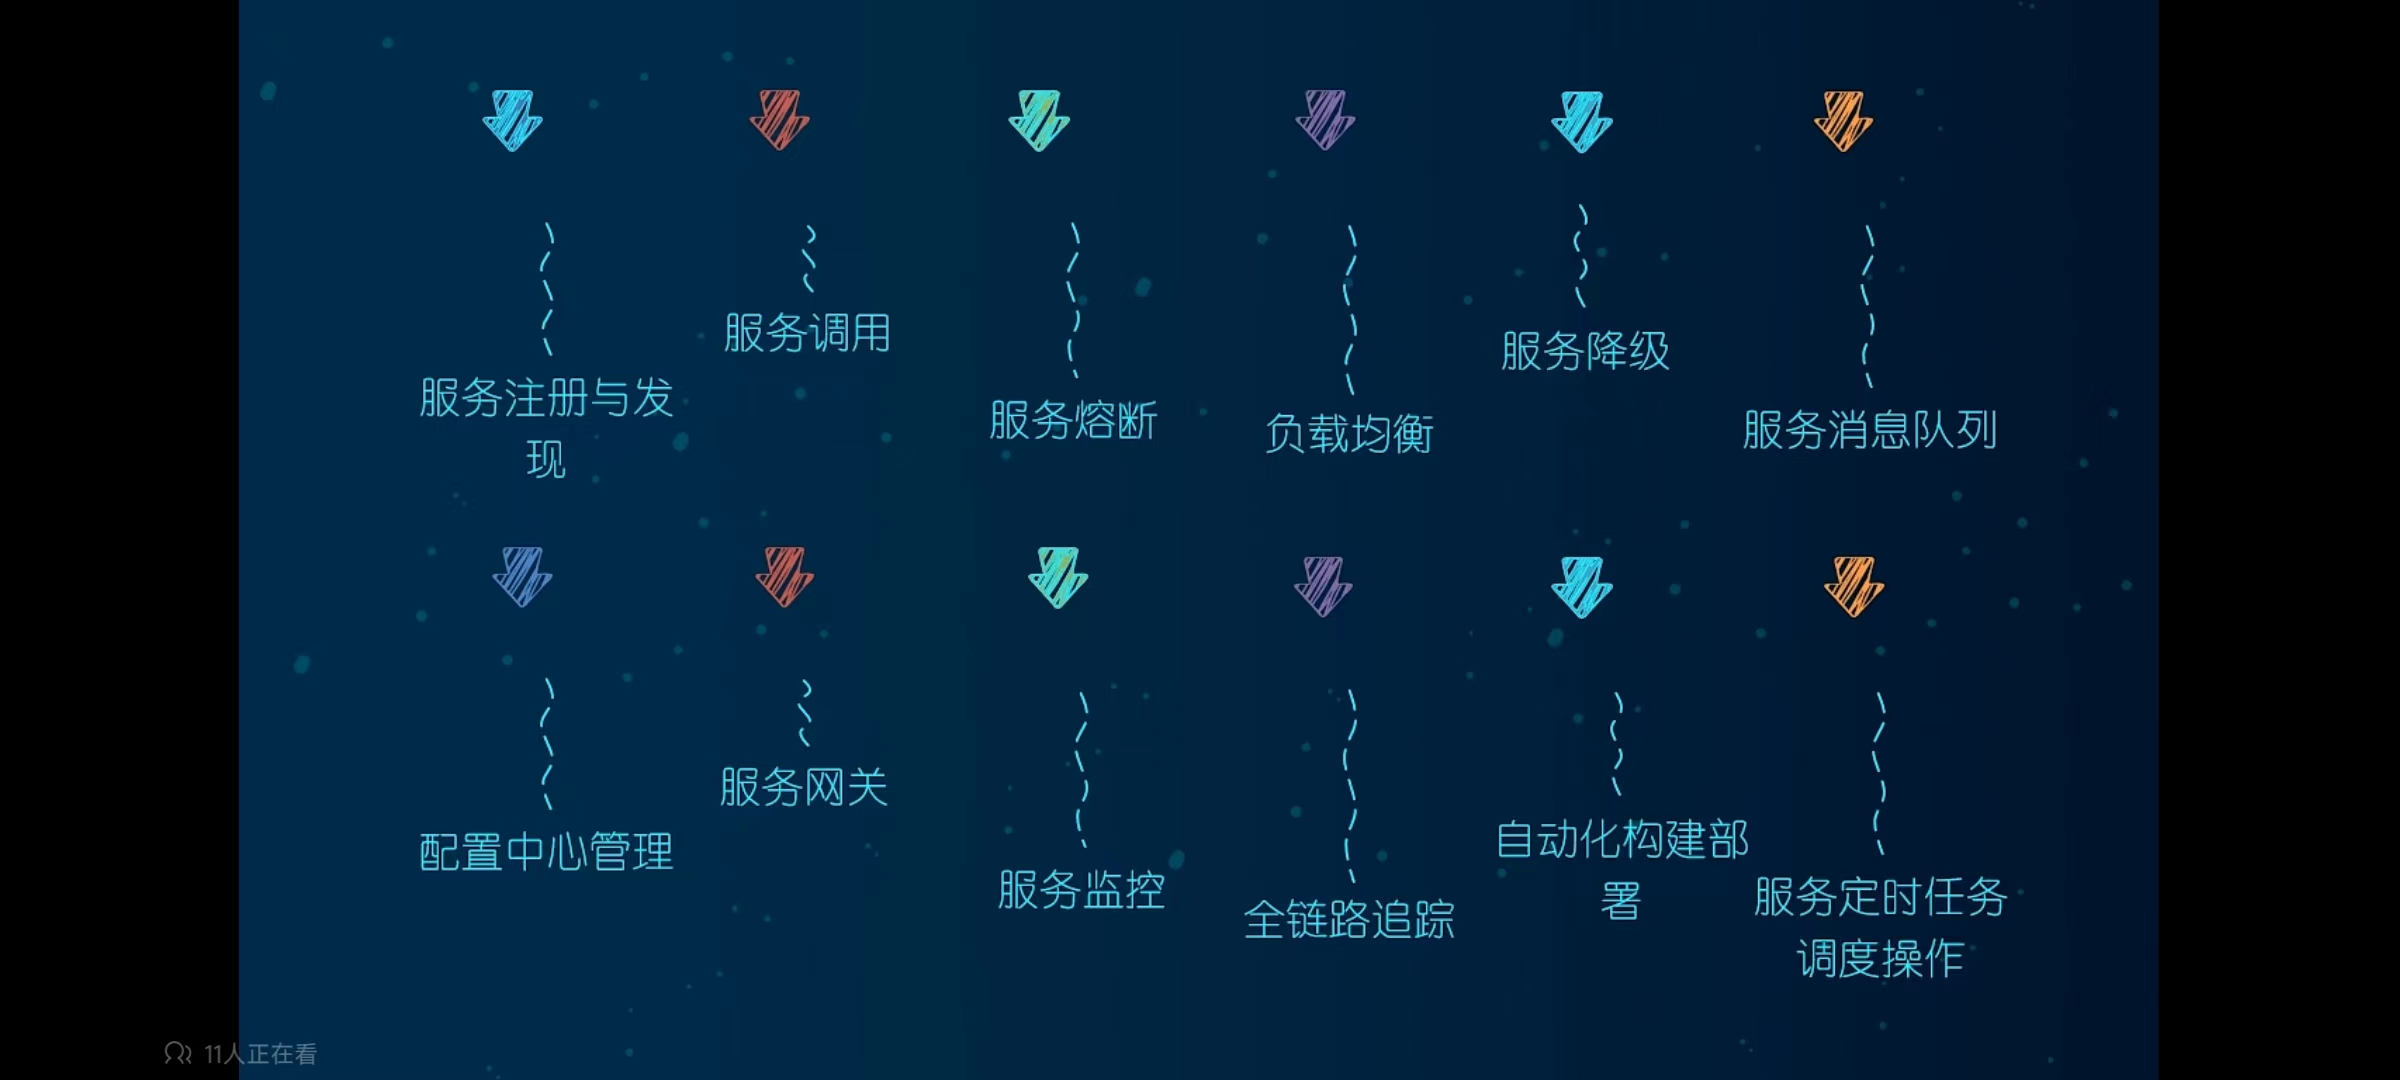 服务注册与发
现
服务调用
服务熔断
负载均衡
服务降级
服务消息队列
配置中心管理
服务网关
服务监控
全链路追踪
自动化构建部
署
服务定时任务
调度操作
11人正在看